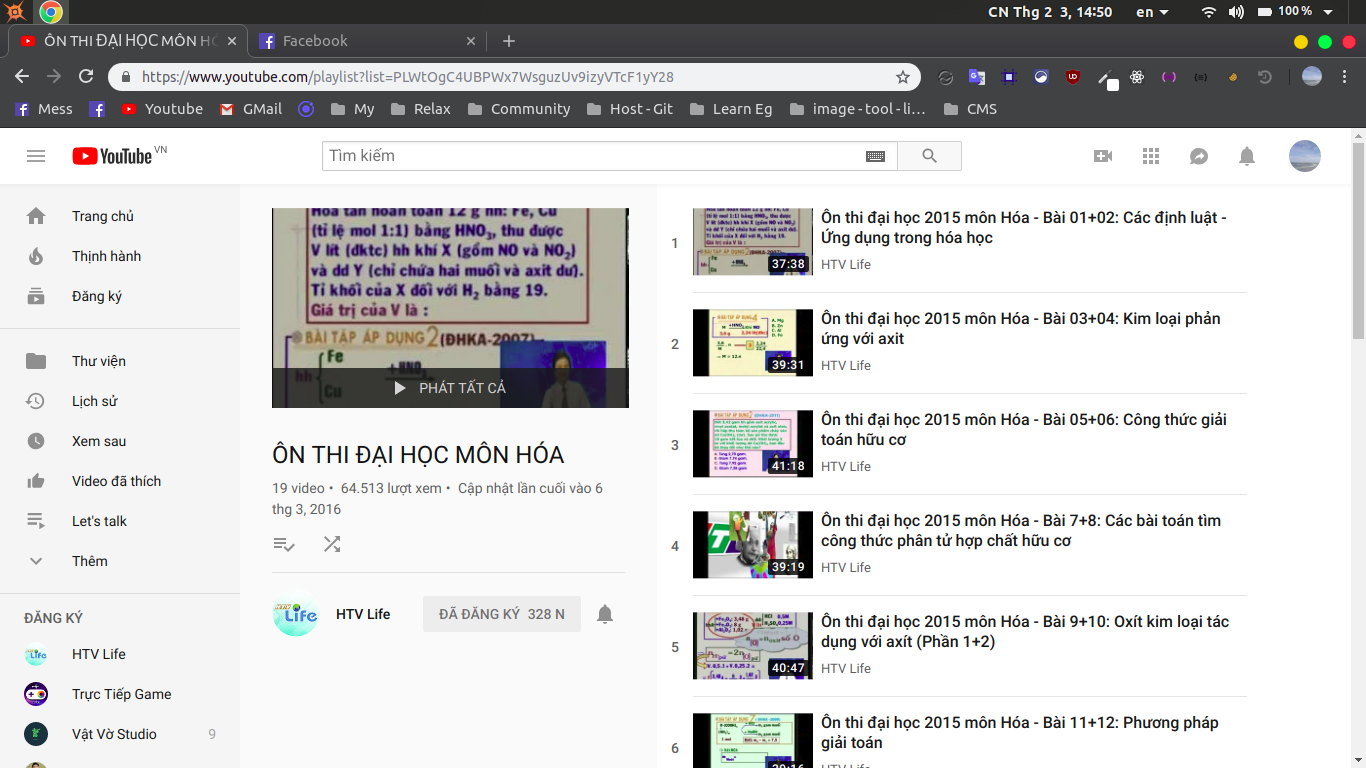 CN Thg 2 3, 14:50
en
100 %
ÔN THI ĐẠI HỌC MÔN HÓ
Facebook
https://www.youtube.com/playlist?list=PLWtOgC4UBPWx7WsguzUv9izyVTcF1yY28
Mess
Youtube
GMail
My
Relax
Community
Host - Git
Learn Eg
image - tool - li...
CMS
YouTube VN
Tìm kiếm
Trang chủ
Thịnh hành
Đăng ký
Thư viện
Lịch sử
Xem sau
Video đã thích
Let's talk
Thêm
ĐĂNG KÝ
HTV Life
Trực Tiếp Game
Vật Vờ Studio 9
Hòa tan hoàn toàn 12 g hh: Fe, Cu
(tỉ lệ mol 1:1) bằng HNO3, thu được
V lít (đktc) hh khí X (gồm NO và NO2)
và dd Y (chỉ chứa hai muối và axit dư).
Tỉ khối của X đối với H2 bằng 19.
Giá trị của V là :
BÀI TẬP ÁP DỤNG 2 (ĐHKA-2007)
Fe
hh + HNO3
Cu
PHÁT TẤT CẢ
ÔN THI ĐẠI HỌC MÔN HÓA
19 video • 64.513 lượt xem • Cập nhật lần cuối vào 6
thg 3, 2016
HTV Life
ĐÃ ĐĂNG KÝ 328 N
1
37:38
Ôn thi đại học 2015 môn Hóa - Bài 01+02: Các định luật -
Ứng dụng trong hóa học
HTV Life
2
39:31
Ôn thi đại học 2015 môn Hóa - Bài 03+04: Kim loại phản
ứng với axit
HTV Life
3
41:18
Ôn thi đại học 2015 môn Hóa - Bài 05+06: Công thức giải
toán hữu cơ
HTV Life
4
39:19
Ôn thi đại học 2015 môn Hóa - Bài 7+8: Các bài toán tìm
công thức phân tử hợp chất hữu cơ
HTV Life
5
40:47
Ôn thi đại học 2015 môn Hóa - Bài 9+10: Oxít kim loại tác
dụng với axít (Phần 1+2)
HTV Life
6
39:16
Ôn thi đại học 2015 môn Hóa - Bài 11+12: Phương pháp
giải toán
HTV Life